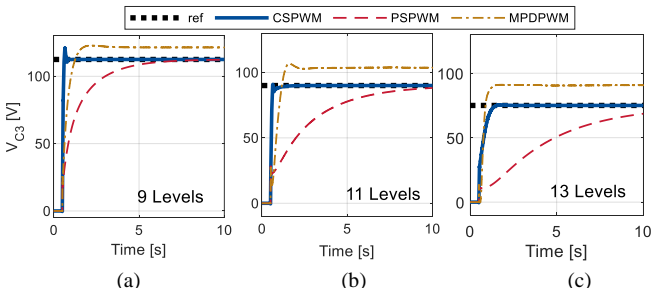 ref CSPWM PSPWM MPDPWM
V_C3 [V]
100
50
0
9 Levels
0 5 10
Time [s]
(a)
100
50
0
11 Levels
0 5 10
Time [s]
(b)
100
50
0
13 Levels
0 5 10
Time [s]
(c)